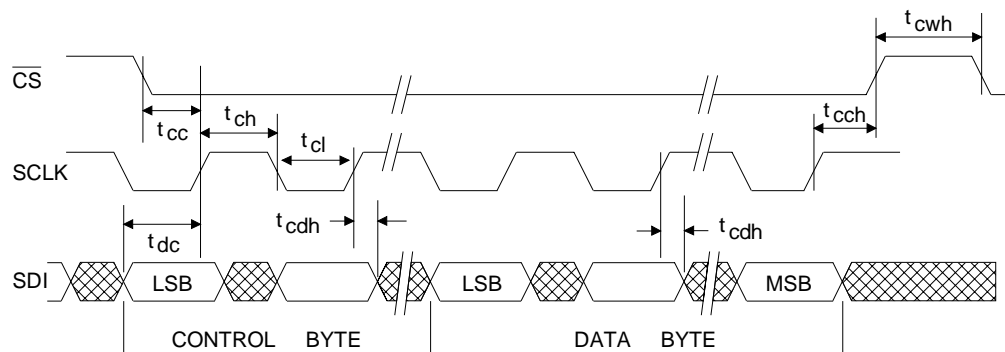 t cwh
CS
t cc
t ch
t cl
t cch
SCLK
t cdh
t cdh
t dc
SDI
LSB
LSB
MSB
CONTROL BYTE
DATA BYTE